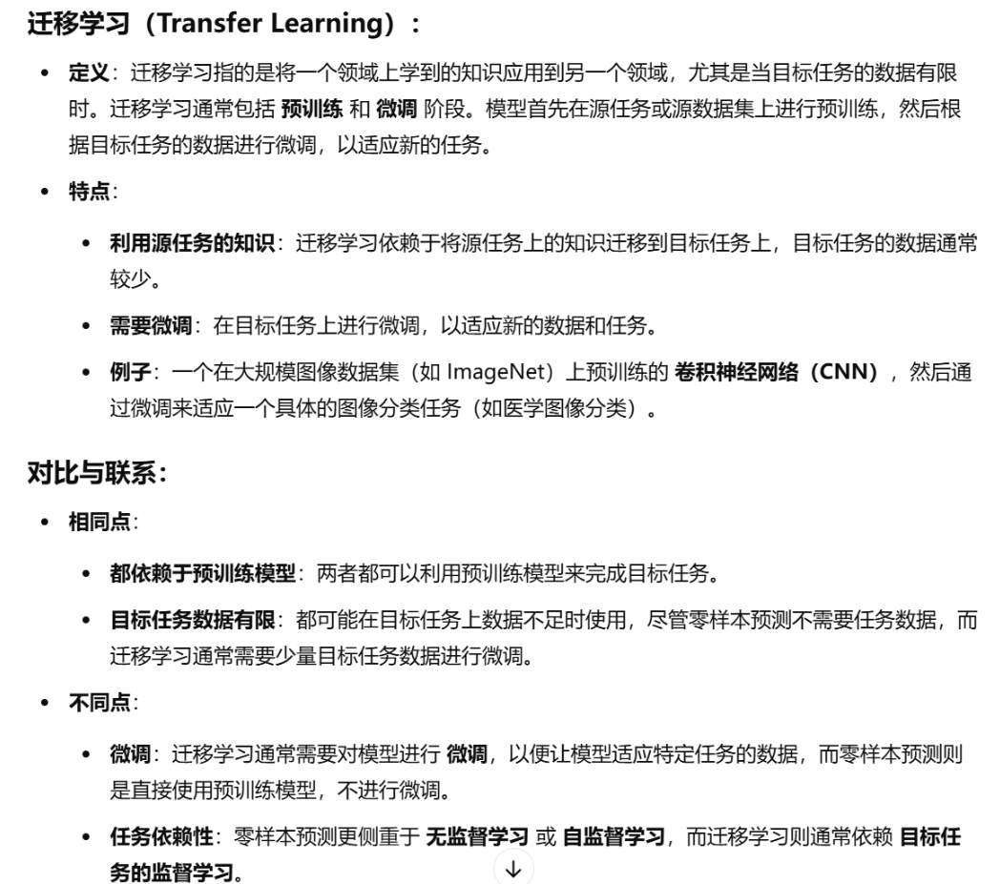 迁移学习（Transfer Learning）：
• 定义：迁移学习指的是将一个领域上学到的知识应用到另一个领域，尤其是当目标任务的数据有限
时。迁移学习通常包括 预训练 和 微调 阶段。模型首先在源任务或源数据集上进行预训练，然后根
据目标任务的数据进行微调，以适应新的任务。
• 特点：
• 利用源任务的知识：迁移学习依赖于将源任务上的知识迁移到目标任务上，目标任务的数据通常
较少。
• 需要微调：在目标任务上进行微调，以适应新的数据和任务。
• 例子：一个在大规模图像数据集（如 ImageNet）上预训练的 卷积神经网络（CNN），然后通
过微调来适应一个具体的图像分类任务（如医学图像分类）。
对比与联系：
• 相同点：
• 都依赖于预训练模型：两者都可以利用预训练模型来完成目标任务。
• 目标任务数据有限：都可能在目标任务上数据不足时使用，尽管零样本预测不需要任务数据，而
迁移学习通常需要少量目标任务数据进行微调。
• 不同点：
• 微调：迁移学习通常需要对模型进行 微调，以便让模型适应特定任务的数据，而零样本预测则
是直接使用预训练模型，不进行微调。
• 任务依赖性：零样本预测更侧重于 无监督学习 或 自监督学习，而迁移学习则通常依赖 目标任
务的监督学习。